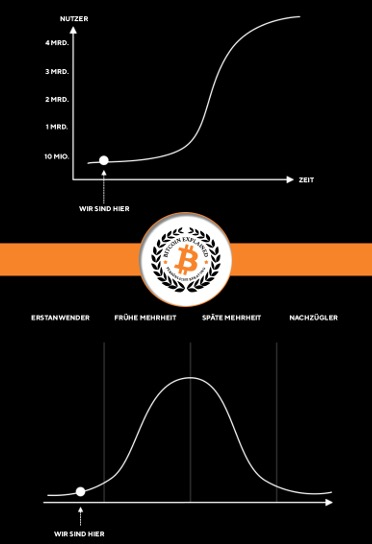 NUTZER
4 MRD.
3 MRD.
2 MRD.
1 MRD.
10 MIO.
ZEIT
WIR SIND HIER
BITCOIN EXPLAINED
ERSTANWENDER FRÜHE MEHRHEIT SPÄTE MEHRHEIT NACHZÜGLER
WIR SIND HIER